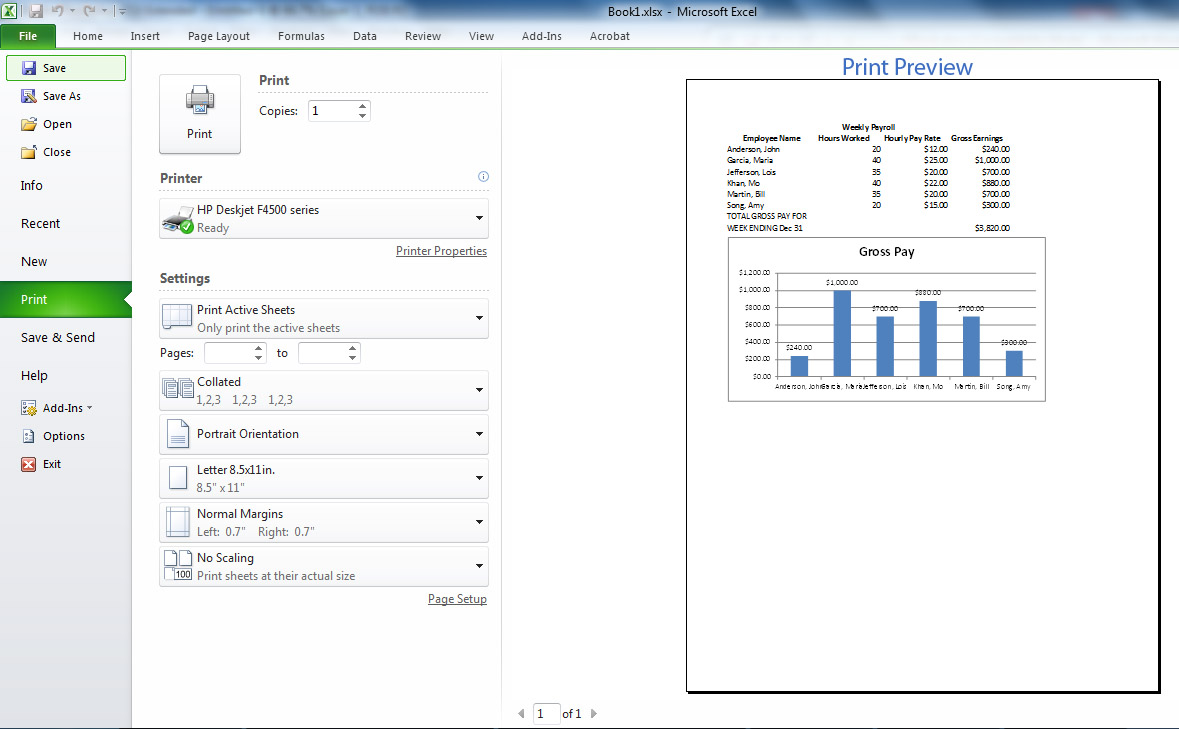 Book1.xlsx - Microsoft Excel
File Home Insert Page Layout Formulas Data Review View Add-Ins Acrobat
Save
Save As
Open
Close
Info
Recent
New
Print
Save & Send
Help
Add-Ins
Options
Exit
Print
Print
Copies: 1
Printer
HP Deskjet F4500 series
Ready
Printer Properties
Settings
Print Active Sheets
Only print the active sheets
Pages: to
Collated
1,2,3 1,2,3 1,2,3
Portrait Orientation
Letter 8.5x11in.
8.5" x 11"
Normal Margins
Left: 0.7" Right: 0.7"
No Scaling
100
Print sheets at their actual size
Page Setup
Print Preview
Weekly Payroll
Employee Name Hours Worked Hourly Pay Rate Gross Earnings
Anderson, John 20 $12.00 $240.00
Garcia, Maria 40 $25.00 $1,000.00
Jefferson, Lois 35 $20.00 $700.00
Khan, Mo 40 $22.00 $880.00
Martin, Bill 35 $20.00 $700.00
Song, Amy 20 $15.00 $300.00
TOTAL GROSS PAY FOR
WEEK ENDING Dec 31 $3,820.00
Gross Pay
$1,200.00
$1,000.00
$800.00
$600.00
$400.00
$200.00
$0.00
$240.00 $1,000.00 $700.00 $880.00 $700.00 $300.00
Anderson, John Garcia, Maria Jefferson, Lois Khan, Mo Martin, Bill Song, Amy
1 of 1